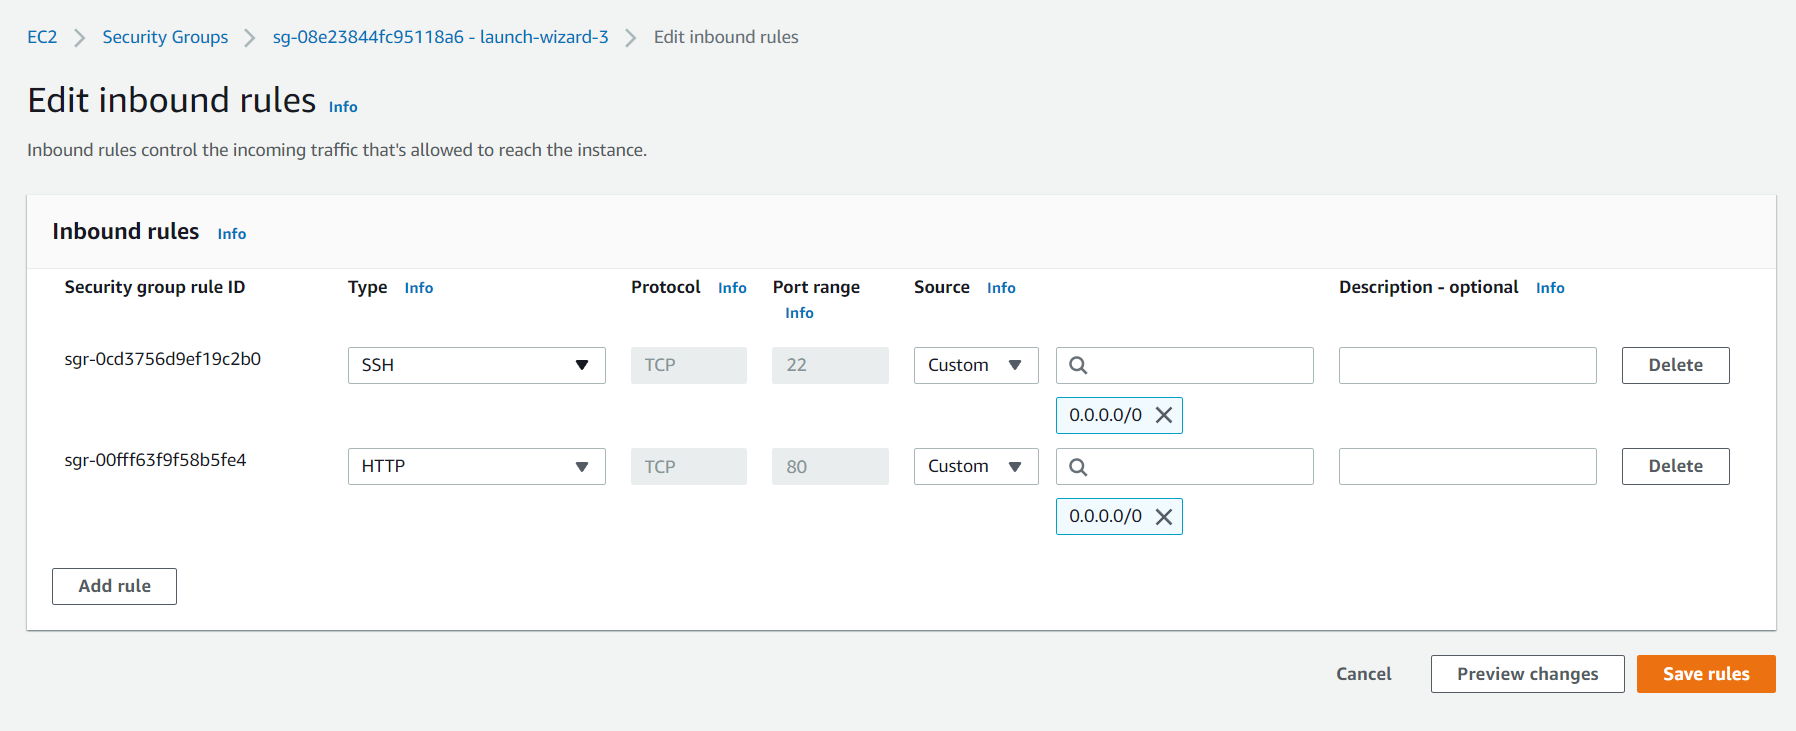 EC2 Security Groups sg-08e23844fc95118a6 - launch-wizard-3 Edit inbound rules
Edit inbound rules Info
Inbound rules control the incoming traffic that's allowed to reach the instance.
Inbound rules Info
Security group rule ID Type Info Protocol Info Port range Info Source Info Description - optional Info
sgr-0cd3756d9ef19c2b0 SSH TCP 22 Custom Delete
0.0.0.0/0
sgr-00fff63f9f58b5fe4 HTTP TCP 80 Custom Delete
0.0.0.0/0
Add rule
Cancel Preview changes Save rules